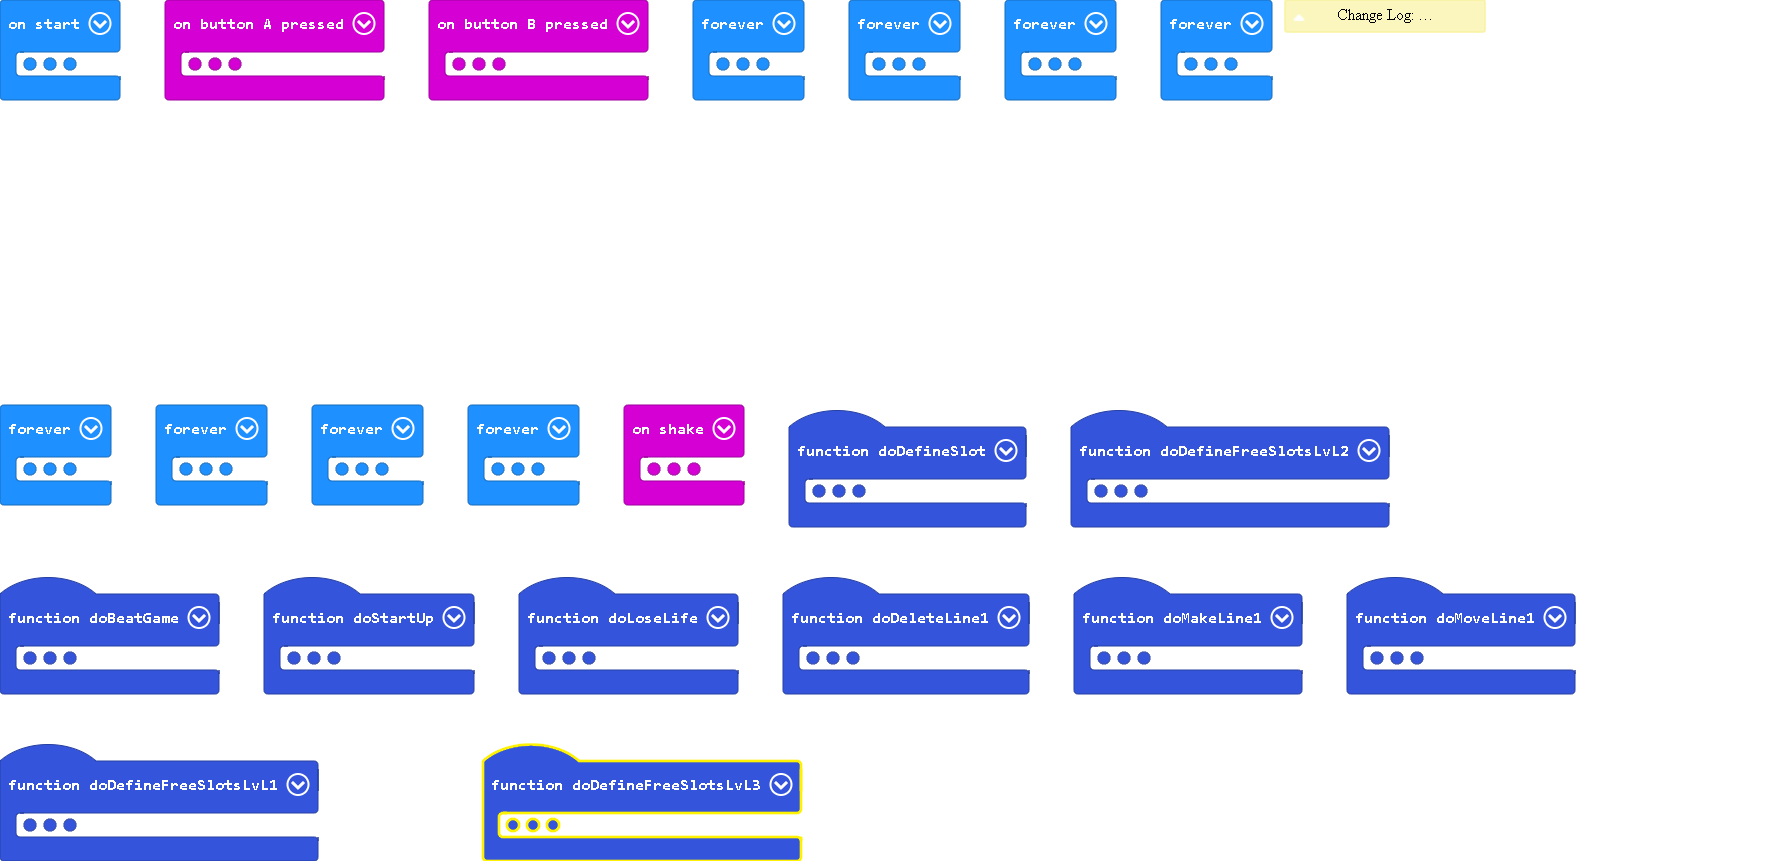 on start
on button A pressed
on button B pressed
forever
forever
forever
forever
Change Log: ...
forever
forever
forever
forever
on shake
function doDefineSlot
function doDefineFreeSlotsLvL2
function doBeatGame
function doStartUp
function doLoseLife
function doDeleteLine1
function doMakeLine1
function doMoveLine1
function doDefineFreeSlotsLvL1
function doDefineFreeSlotsLvL3